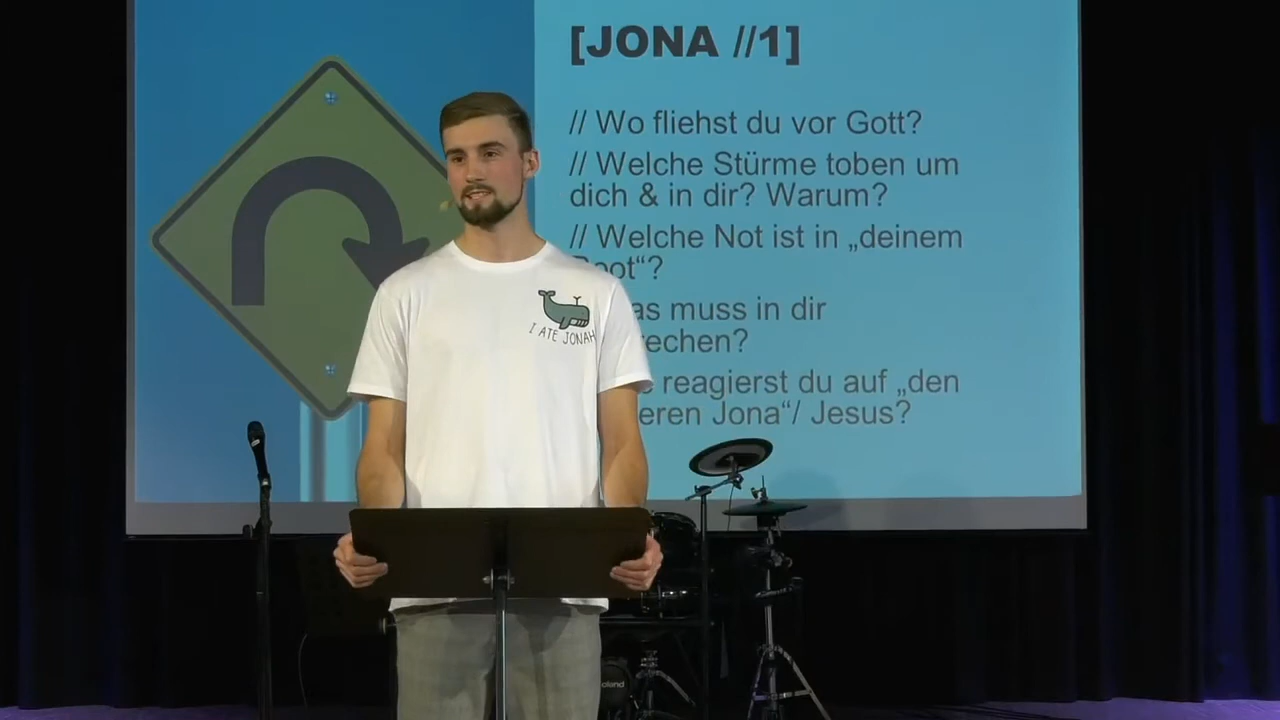 [JONA //1]
// Wo fliehst du vor Gott?
// Welche Stürme toben um
dich & in dir? Warum?
// Welche Not ist in „deinem
muss in dir
reagierst du auf „den
Jona“/ Jesus?
I ATE JONAH